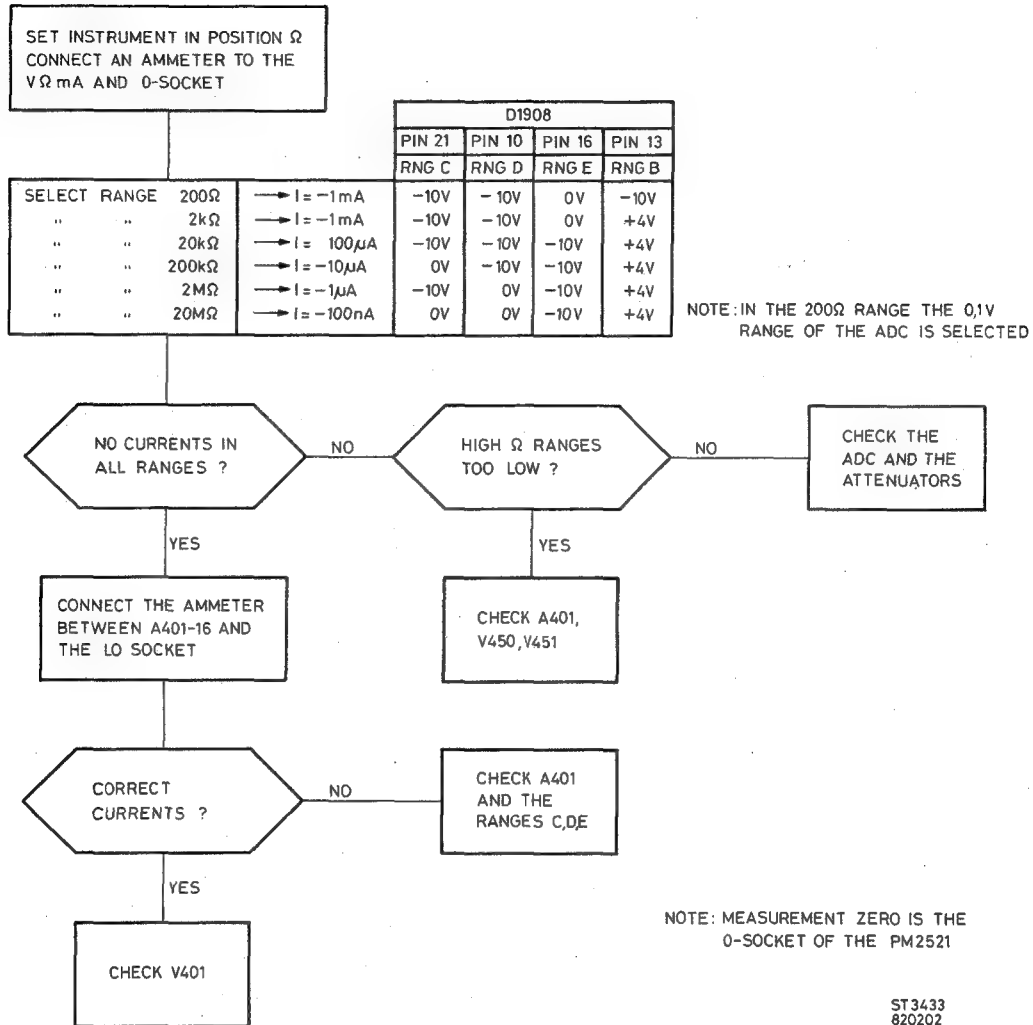 SET INSTRUMENT IN POSITION Ω
CONNECT AN AMMETER TO THE
VΩmA AND 0-SOCKET
D1908
PIN 21 PIN 10 PIN 16 PIN 13
RNG C RNG D RNG E RNG B
SELECT RANGE 200Ω → I = -1mA -10V -10V 0V -10V
" " 2kΩ → I = -1mA -10V -10V 0V +4V
" " 20kΩ → I = 100µA -10V -10V -10V +4V
" " 200kΩ → I = -10µA 0V -10V -10V +4V
" " 2MΩ → I = -1µA -10V 0V -10V +4V
" " 20MΩ → I = -100nA 0V 0V -10V +4V
NOTE: IN THE 200Ω RANGE THE 0,1V
RANGE OF THE ADC IS SELECTED
NO CURRENTS IN
ALL RANGES ?
NO
HIGH Ω RANGES
TOO LOW ?
NO
CHECK THE
ADC AND THE
ATTENUATORS
YES
YES
CONNECT THE AMMETER
BETWEEN A401-16 AND
THE LO SOCKET
CHECK A401,
V450, V451
CORRECT
CURRENTS ?
NO
CHECK A401
AND THE
RANGES C,D,E
YES
CHECK V401
NOTE: MEASUREMENT ZERO IS THE
0-SOCKET OF THE PM2521
ST3433
820202